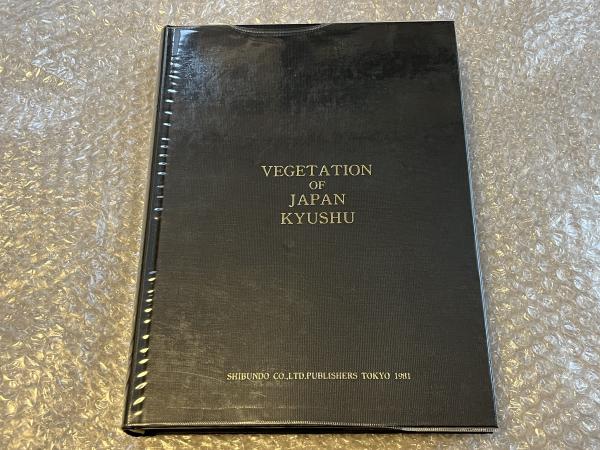 VEGETATION
OF
JAPAN
KYUSHU
SHIBUNDO CO.,LTD.PUBLISHERS TOKYO 1981